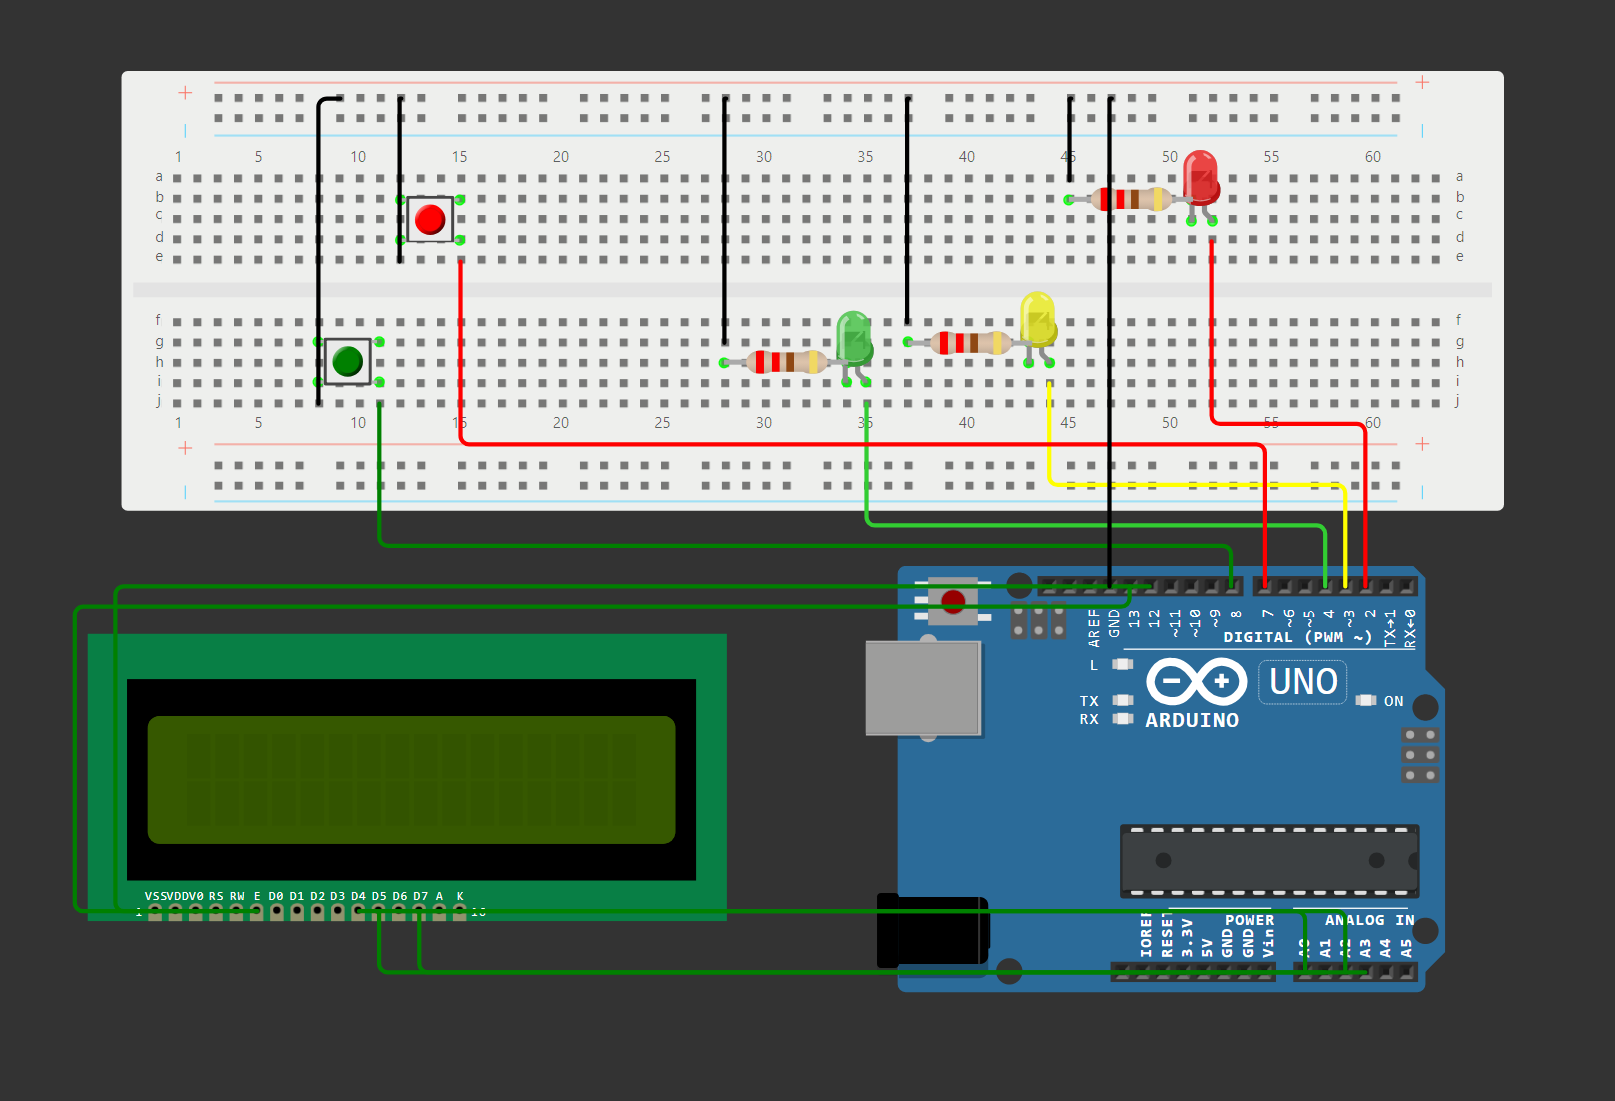 1 5 10 15 20 25 30 35 40 45 50 55 60
a a
b b
c c
d d
e e
f f
g g
h h
i i
j j
1 5 10 15 20 25 30 35 40 45 50 55 60
AREF GND 13 12 ~11 ~10 ~9 8 7 ~6 ~5 4 ~3 2 TX→1 RX←0
DIGITAL (PWM ~)
L
TX
RX
UNO
ON
ARDUINO
VSS VDD V0 RS RW E D0 D1 D2 D3 D4 D5 D6 D7 A K
1 16
POWER ANALOG IN
IOREF RESET 3.3V 5V GND GND Vin A0 A1 A2 A3 A4 A5